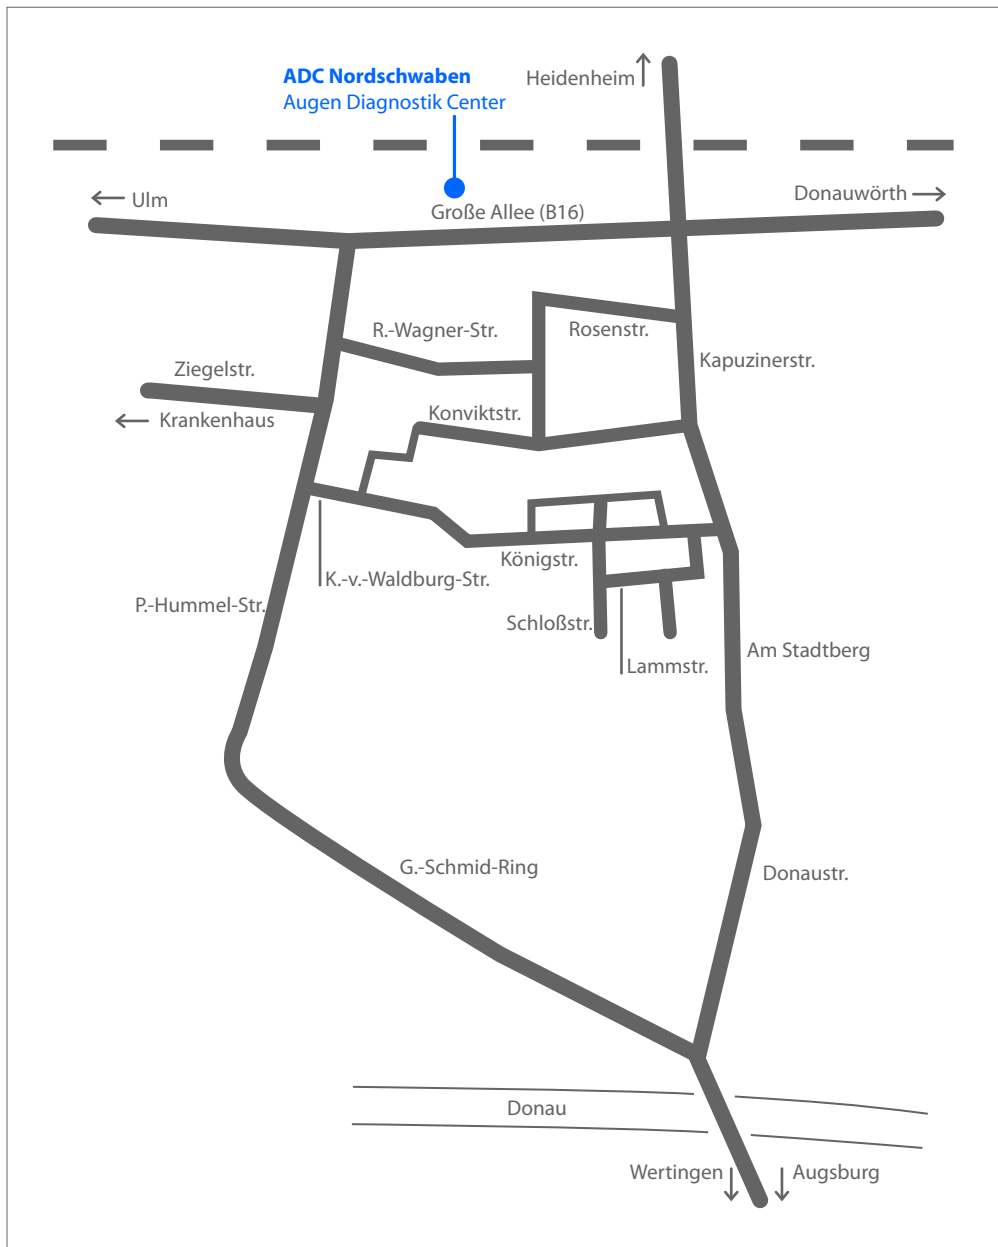 ADC Nordschwaben
Augen Diagnostik Center
Heidenheim
Ulm
Donauwörth
Große Allee (B16)
R.-Wagner-Str.
Rosenstr.
Kapuzinerstr.
Ziegelstr.
Krankenhaus
Konviktstr.
Königstr.
K.-v.-Waldburg-Str.
P.-Hummel-Str.
Schloßstr.
Am Stadtberg
Lammstr.
G.-Schmid-Ring
Donaustr.
Donau
Wertingen
Augsburg